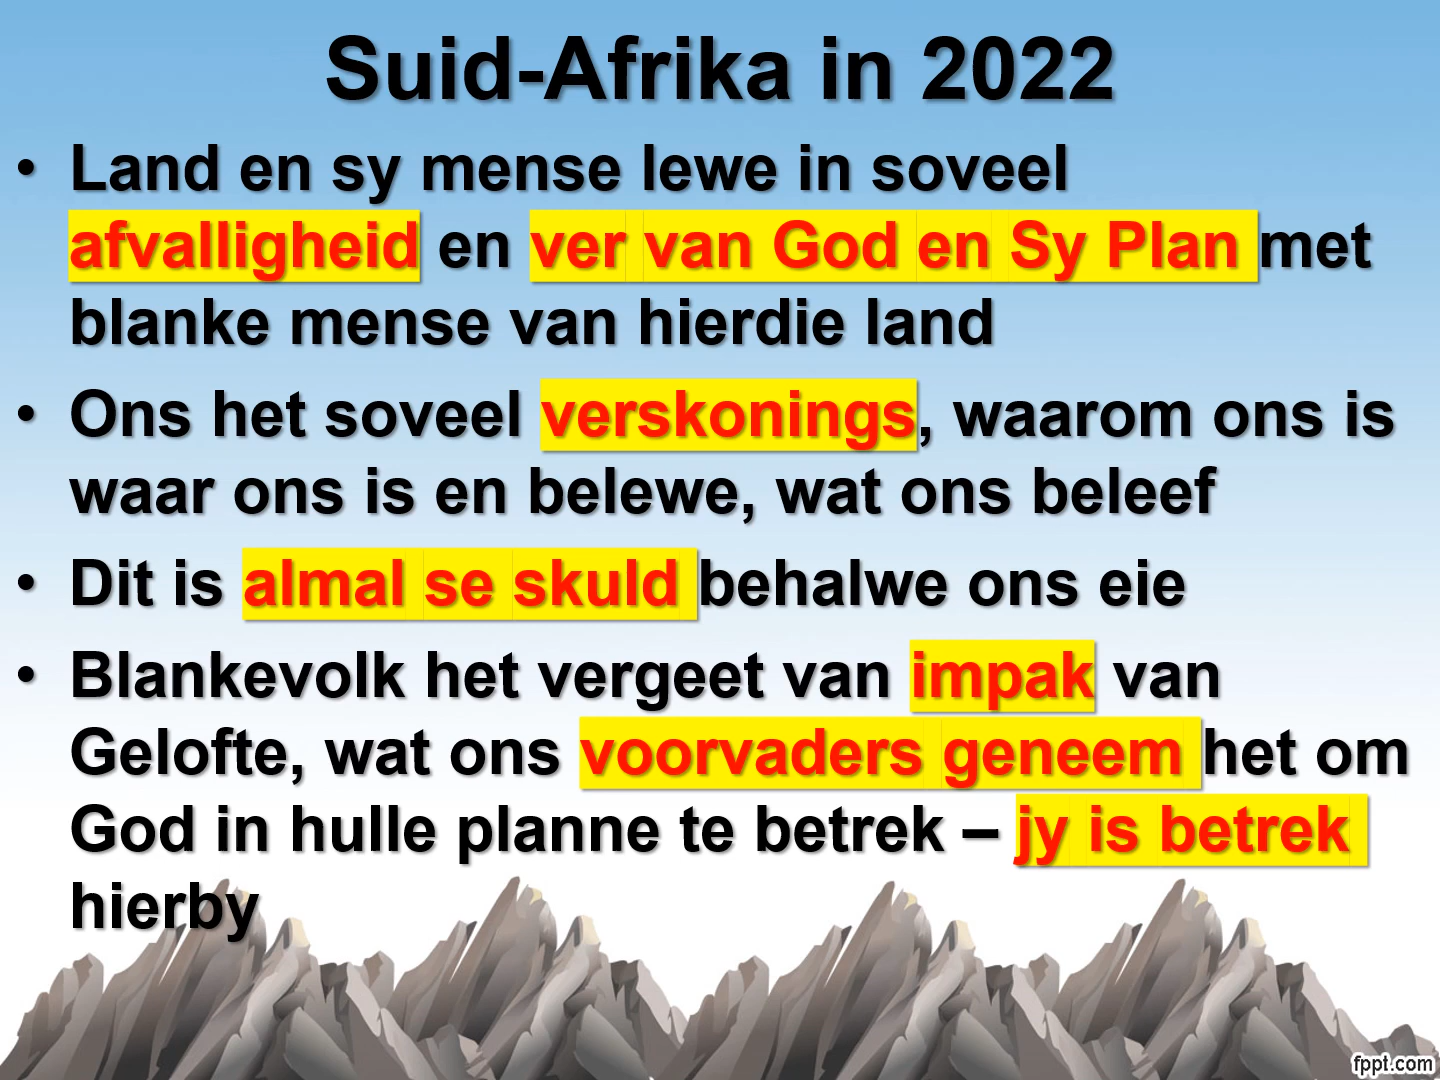 Suid-Afrika in 2022
• Land en sy mense lewe in soveel
afvalligheid en ver van God en Sy Plan met
blanke mense van hierdie land
• Ons het soveel verskonings, waarom ons is
waar ons is en belewe, wat ons beleef
• Dit is almal se skuld behalwe ons eie
• Blankevolk het vergeet van impak van
Gelofte, wat ons voorvaders geneem het om
God in hulle planne te betrek – jy is betrek
hierby
fppt.com